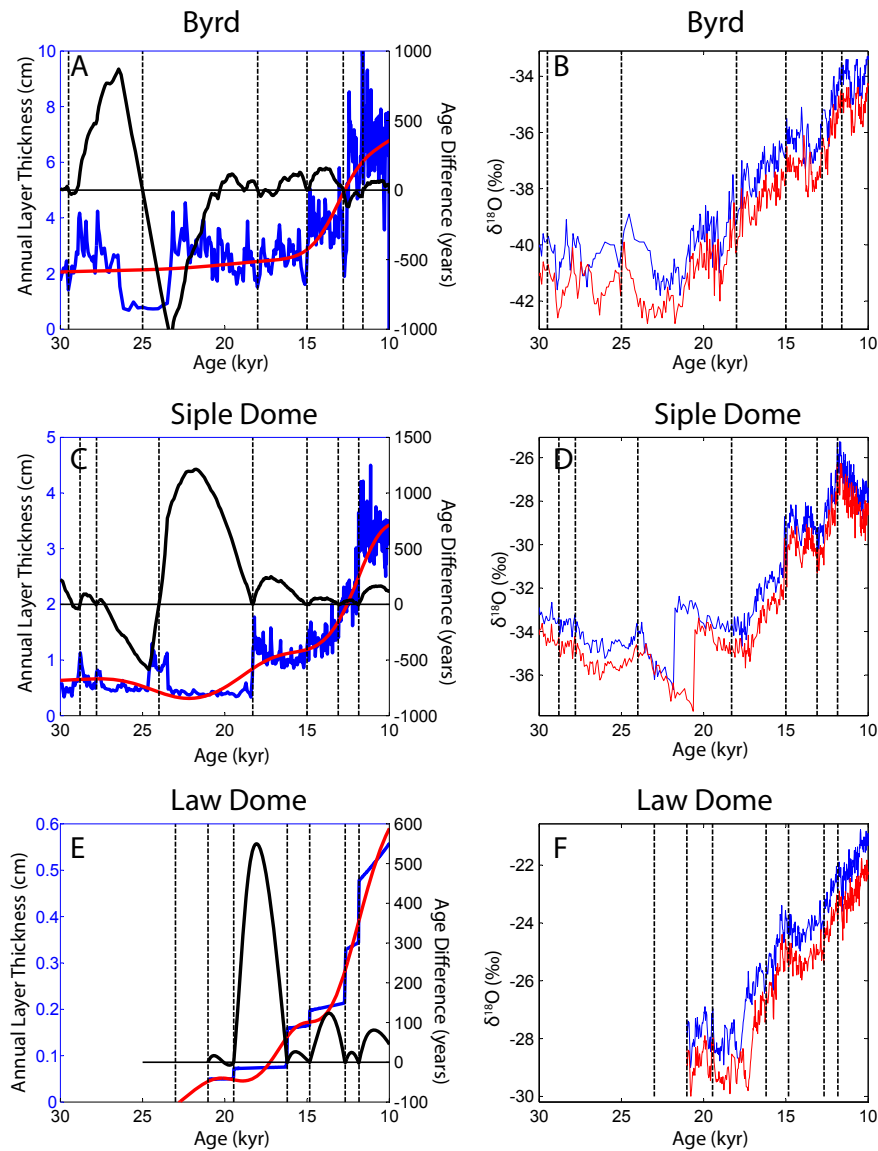 Byrd
Byrd
A
B
Annual Layer Thickness (cm)
10
8
6
4
2
0
1000
500
0
-500
-1000
Age Difference (years)
30 25 20 15 10
Age (kyr)
δ18O (‰)
-34
-36
-38
-40
-42
30 25 20 15 10
Age (kyr)
Siple Dome
Siple Dome
C
D
Annual Layer Thickness (cm)
5
4
3
2
1
0
1500
1000
500
0
-500
-1000
Age Difference (years)
30 25 20 15 10
Age (kyr)
δ18O (‰)
-26
-28
-30
-32
-34
-36
30 25 20 15 10
Age (kyr)
Law Dome
Law Dome
E
F
Annual Layer Thickness (cm)
0.6
0.5
0.4
0.3
0.2
0.1
0
600
500
400
300
200
100
0
-100
Age Difference (years)
30 25 20 15 10
Age (kyr)
δ18O (‰)
-22
-24
-26
-28
-30
30 25 20 15 10
Age (kyr)